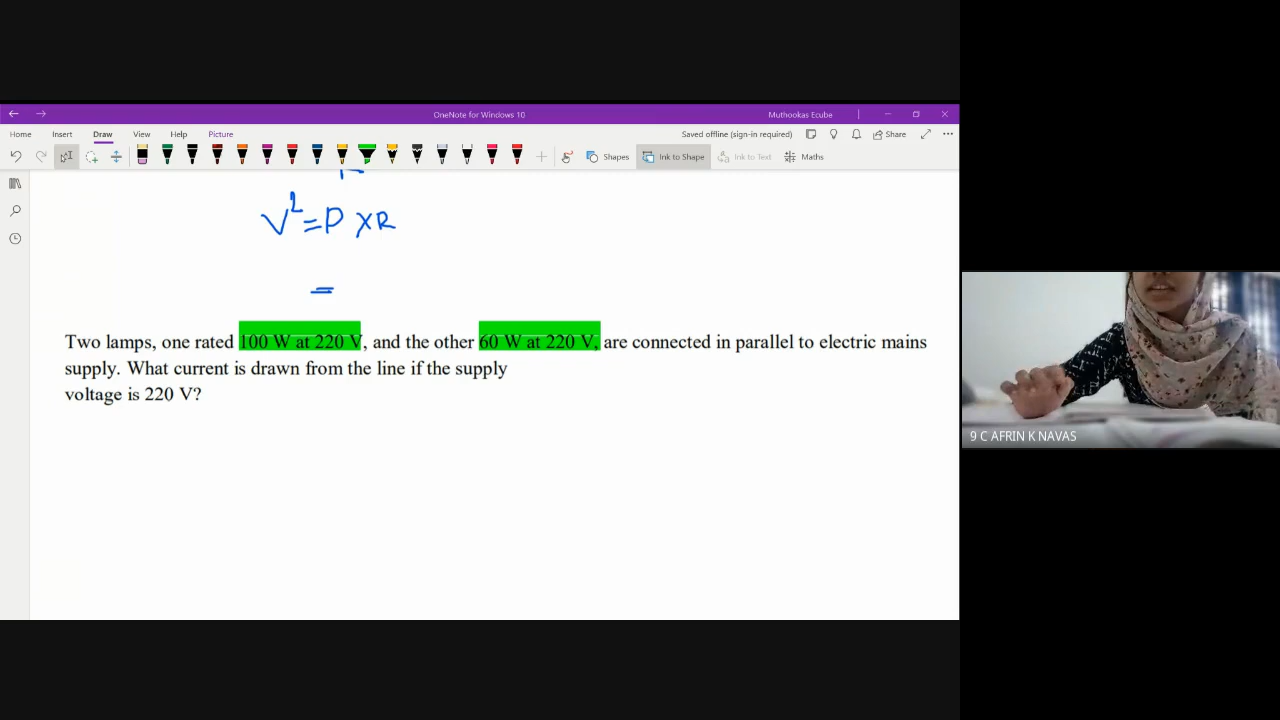 OneNote for Windows 10
Muthookas Ecube
Home Insert Draw View Help Picture
Saved offline (sign-in required) Share
Shapes Ink to Shape Ink to Text Maths
V² = P × R
=
Two lamps, one rated 100 W at 220 V, and the other 60 W at 220 V, are connected in parallel to electric mains
supply. What current is drawn from the line if the supply
voltage is 220 V?
9 C AFRIN K NAVAS